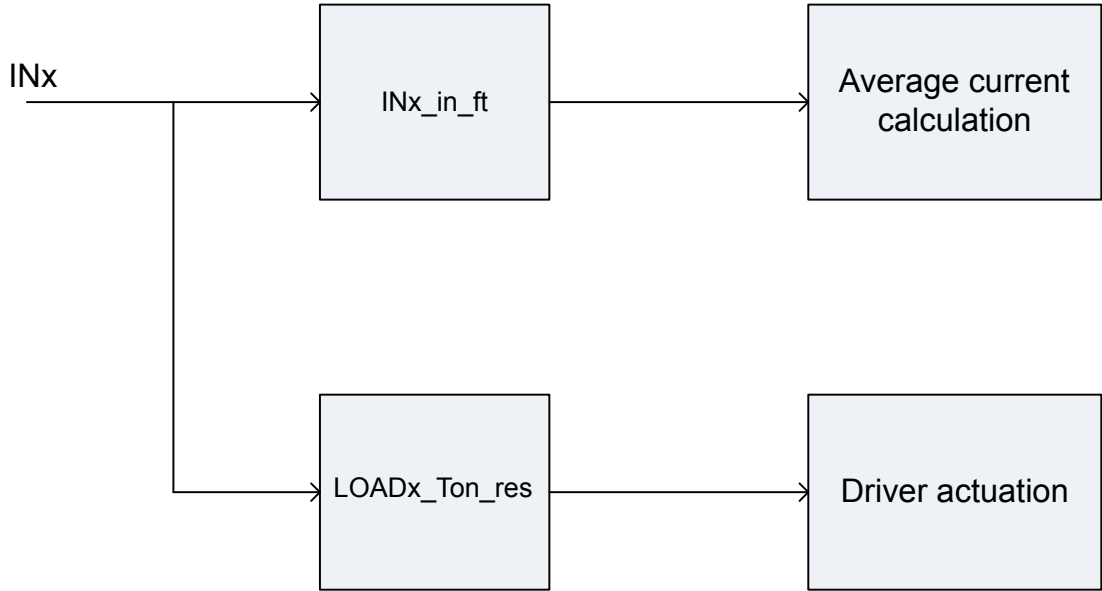 INx
INx_in_ft
Average current
calculation
LOADx_Ton_res
Driver actuation